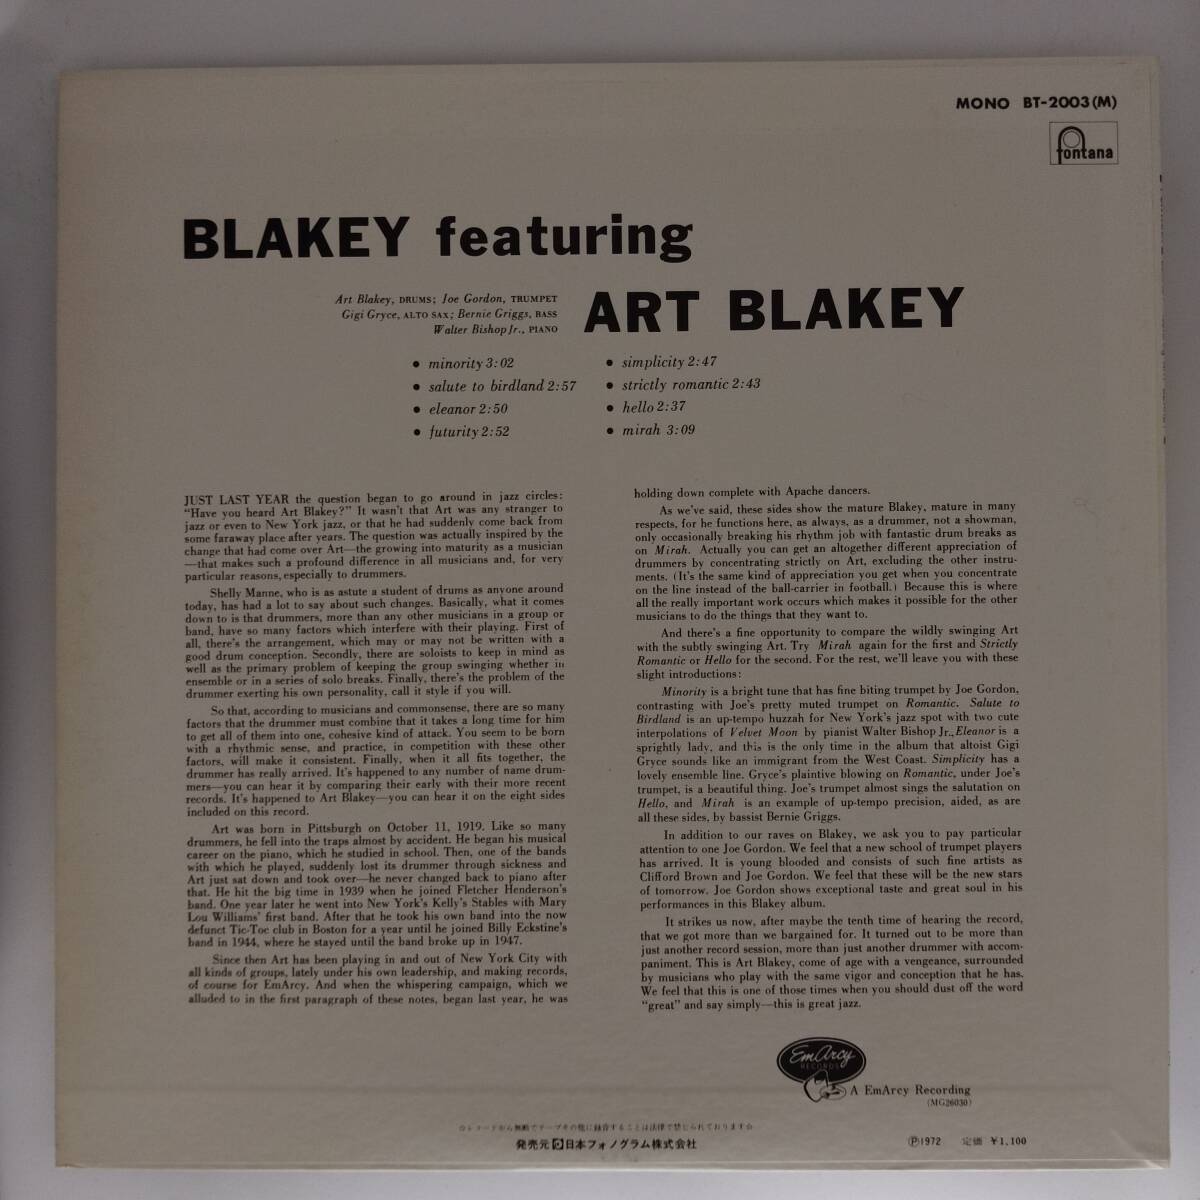 MONO BT-2003(M)
fontana
BLAKEY featuring
ART BLAKEY
Art Blakey, DRUMS; Joe Gordon, TRUMPET
Gigi Gryce, ALTO SAX; Bernie Griggs, BASS
Walter Bishop Jr., PIANO
• minority 3:02
• salute to birdland 2:57
• eleanor 2:50
• futurity 2:52
• simplicity 2:47
• strictly romantic 2:43
• hello 2:37
• mirah 3:09
JUST LAST YEAR the question began to go around in jazz circles:
"Have you heard Art Blakey?" It wasn't that Art was any stranger to
jazz or even to New York jazz, or that he had suddenly come back from
some faraway place after years. The question was actually inspired by the
change that had come over Art—the growing into maturity as a musician
—that makes such a profound difference in all musicians and, for very
particular reasons, especially to drummers.
Shelly Manne, who is as astute a student of drums as anyone around
today, has had a lot to say about such changes. Basically, what it comes
down to is that drummers, more than any other musicians in a group or
band, have so many factors which interfere with their playing. First of
all, there's the arrangement, which may or may not be written with a
good drum conception. Secondly, there are soloists to keep in mind as
well as the primary problem of keeping the group swinging whether in
ensemble or in a series of solo breaks. Finally, there's the problem of the
drummer exerting his own personality, call it style if you will.
So that, according to musicians and commonsense, there are so many
factors that the drummer must combine that it takes a long time for him
to get all of them into one, cohesive kind of attack. You seem to be born
with a rhythmic sense, and practice, in competition with these other
factors, will make it consistent. Finally, when it all fits together, the
drummer has really arrived. It's happened to any number of name drum-
mers—you can hear it by comparing their early with their more recent
records. It's happened to Art Blakey—you can hear it on the eight sides
included on this record.
Art was born in Pittsburgh on October 11, 1919. Like so many
drummers, he fell into the traps almost by accident. He began his musical
career on the piano, which he studied in school. Then, one of the bands
with which he played, suddenly lost its drummer through sickness and
Art just sat down and took over—he never changed back to piano after
that. He hit the big time in 1939 when he joined Fletcher Henderson's
band. One year later he went into New York's Kelly's Stables with Mary
Lou Williams' first band. After that he took his own band into the now
defunct Tic-Toc club in Boston for a year until he joined Billy Eckstine's
band in 1944, where he stayed until the band broke up in 1947.
Since then Art has been playing in and out of New York City with
all kinds of groups, lately under his own leadership, and making records,
of course for EmArcy. And when the whispering campaign, which we
alluded to in the first paragraph of these notes, began last year, he was
holding down complete with Apache dancers.
As we've said, these sides show the mature Blakey, mature in many
respects, for he functions here, as always, as a drummer, not a showman,
only occasionally breaking his rhythm job with fantastic drum breaks as
on Mirah. Actually you can get an altogether different appreciation of
drummers by concentrating strictly on Art, excluding the other instru-
ments. (It's the same kind of appreciation you get when you concentrate
on the line instead of the ball-carrier in football.) Because this is where
all the really important work occurs which makes it possible for the other
musicians to do the things that they want to.
And there's a fine opportunity to compare the wildly swinging Art
with the subtly swinging Art. Try Mirah again for the first and Strictly
Romantic or Hello for the second. For the rest, we'll leave you with these
slight introductions:
Minority is a bright tune that has fine biting trumpet by Joe Gordon,
contrasting with Joe's pretty muted trumpet on Romantic. Salute to
Birdland is an up-tempo huzzah for New York's jazz spot with two cute
interpolations of Velvet Moon by pianist Walter Bishop Jr., Eleanor is a
sprightly lady, and this is the only time in the album that altoist Gigi
Gryce sounds like an immigrant from the West Coast. Simplicity has a
lovely ensemble line. Gryce's plaintive blowing on Romantic, under Joe's
trumpet, is a beautiful thing. Joe's trumpet almost sings the salutation on
Hello, and Mirah is an example of up-tempo precision, aided, as are
all these sides, by bassist Bernie Griggs.
In addition to our raves on Blakey, we ask you to pay particular
attention to one Joe Gordon. We feel that a new school of trumpet players
has arrived. It is young blooded and consists of such fine artists as
Clifford Brown and Joe Gordon. We feel that these will be the new stars
of tomorrow. Joe Gordon shows exceptional taste and great soul in his
performances in this Blakey album.
It strikes us now, after maybe the tenth time of hearing the record,
that we got more than we bargained for. It turned out to be more than
just another record session, more than just another drummer with accom-
paniment. This is Art Blakey, come of age with a vengeance, surrounded
by musicians who play with the same vigor and conception that he has.
We feel that this is one of those times when you should dust off the word
"great" and say simply—this is great jazz.
EmArcy
RECORDS
A EmArcy Recording
(MG26030)
☆レコードから無断でテープその他に録音することは法律で禁じられております☆
発売元 日本フォノグラム株式会社
Ⓟ1972 定価 ¥1,100